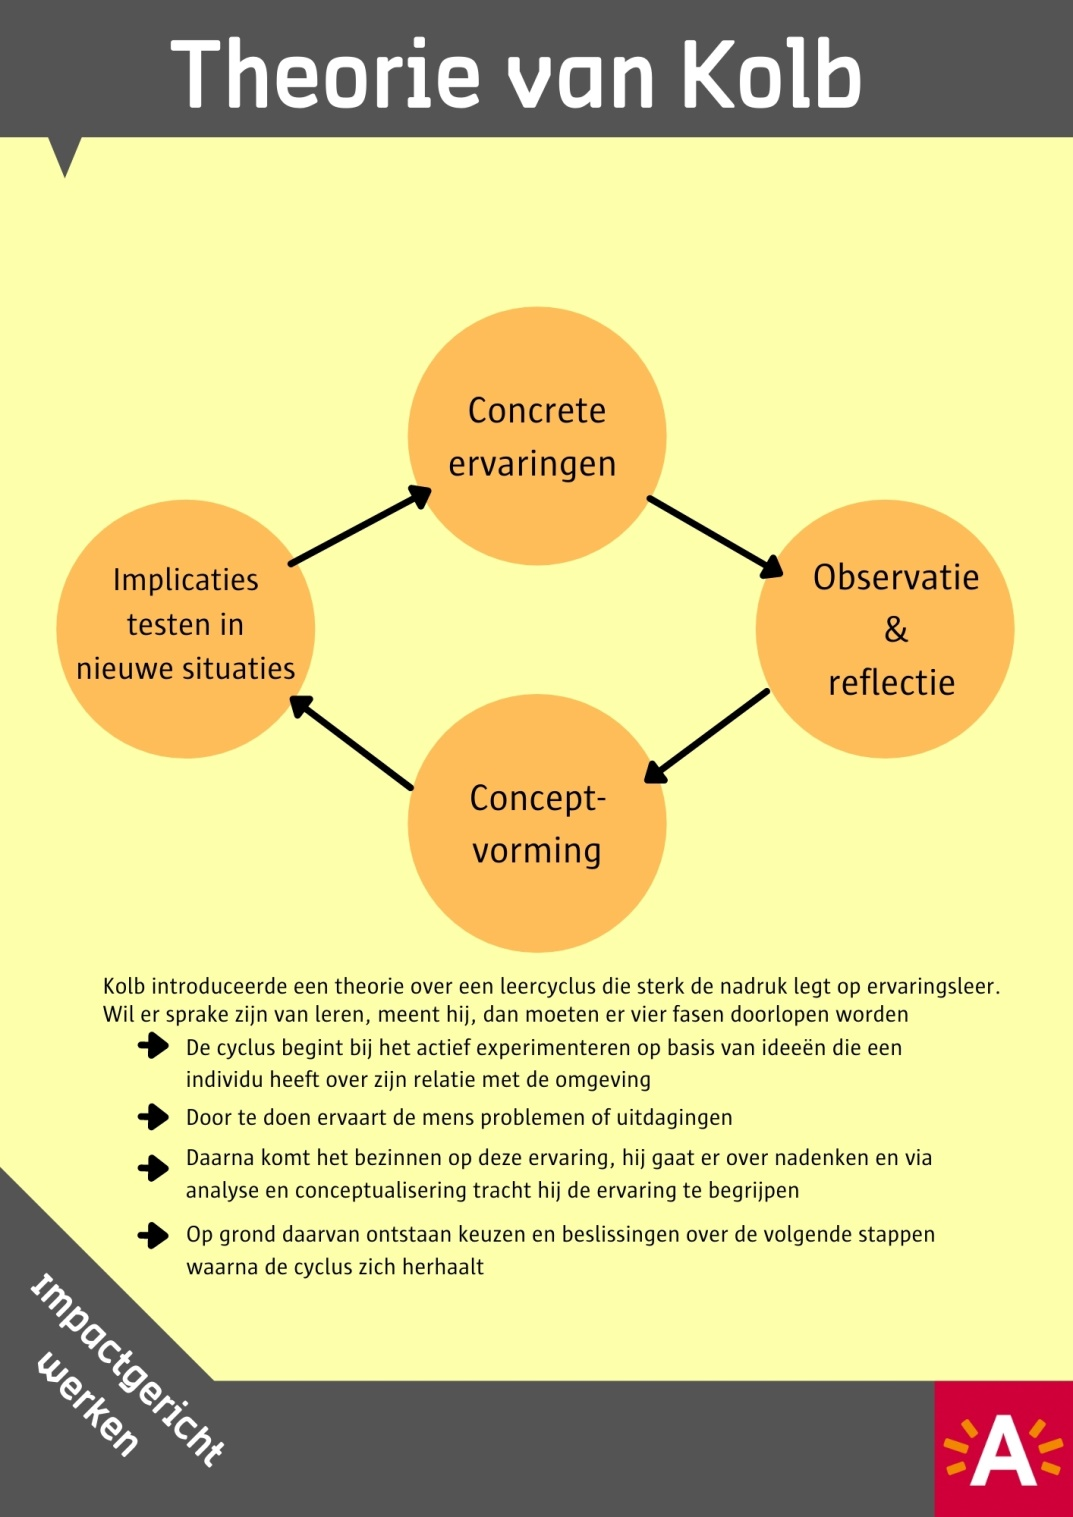 Theorie van Kolb
Concrete
ervaringen
Observatie
&
reflectie
Implicaties
testen in
nieuwe situaties
Concept-
vorming
Kolb introduceerde een theorie over een leercyclus die sterk de nadruk legt op ervaringsleer.
Wil er sprake zijn van leren, meent hij, dan moeten er vier fasen doorlopen worden
De cyclus begint bij het actief experimenteren op basis van ideeën die een
individu heeft over zijn relatie met de omgeving
Door te doen ervaart de mens problemen of uitdagingen
Daarna komt het bezinnen op deze ervaring, hij gaat er over nadenken en via
analyse en conceptualisering tracht hij de ervaring te begrijpen
Op grond daarvan ontstaan keuzen en beslissingen over de volgende stappen
waarna de cyclus zich herhaalt
Impactgericht
werken
A